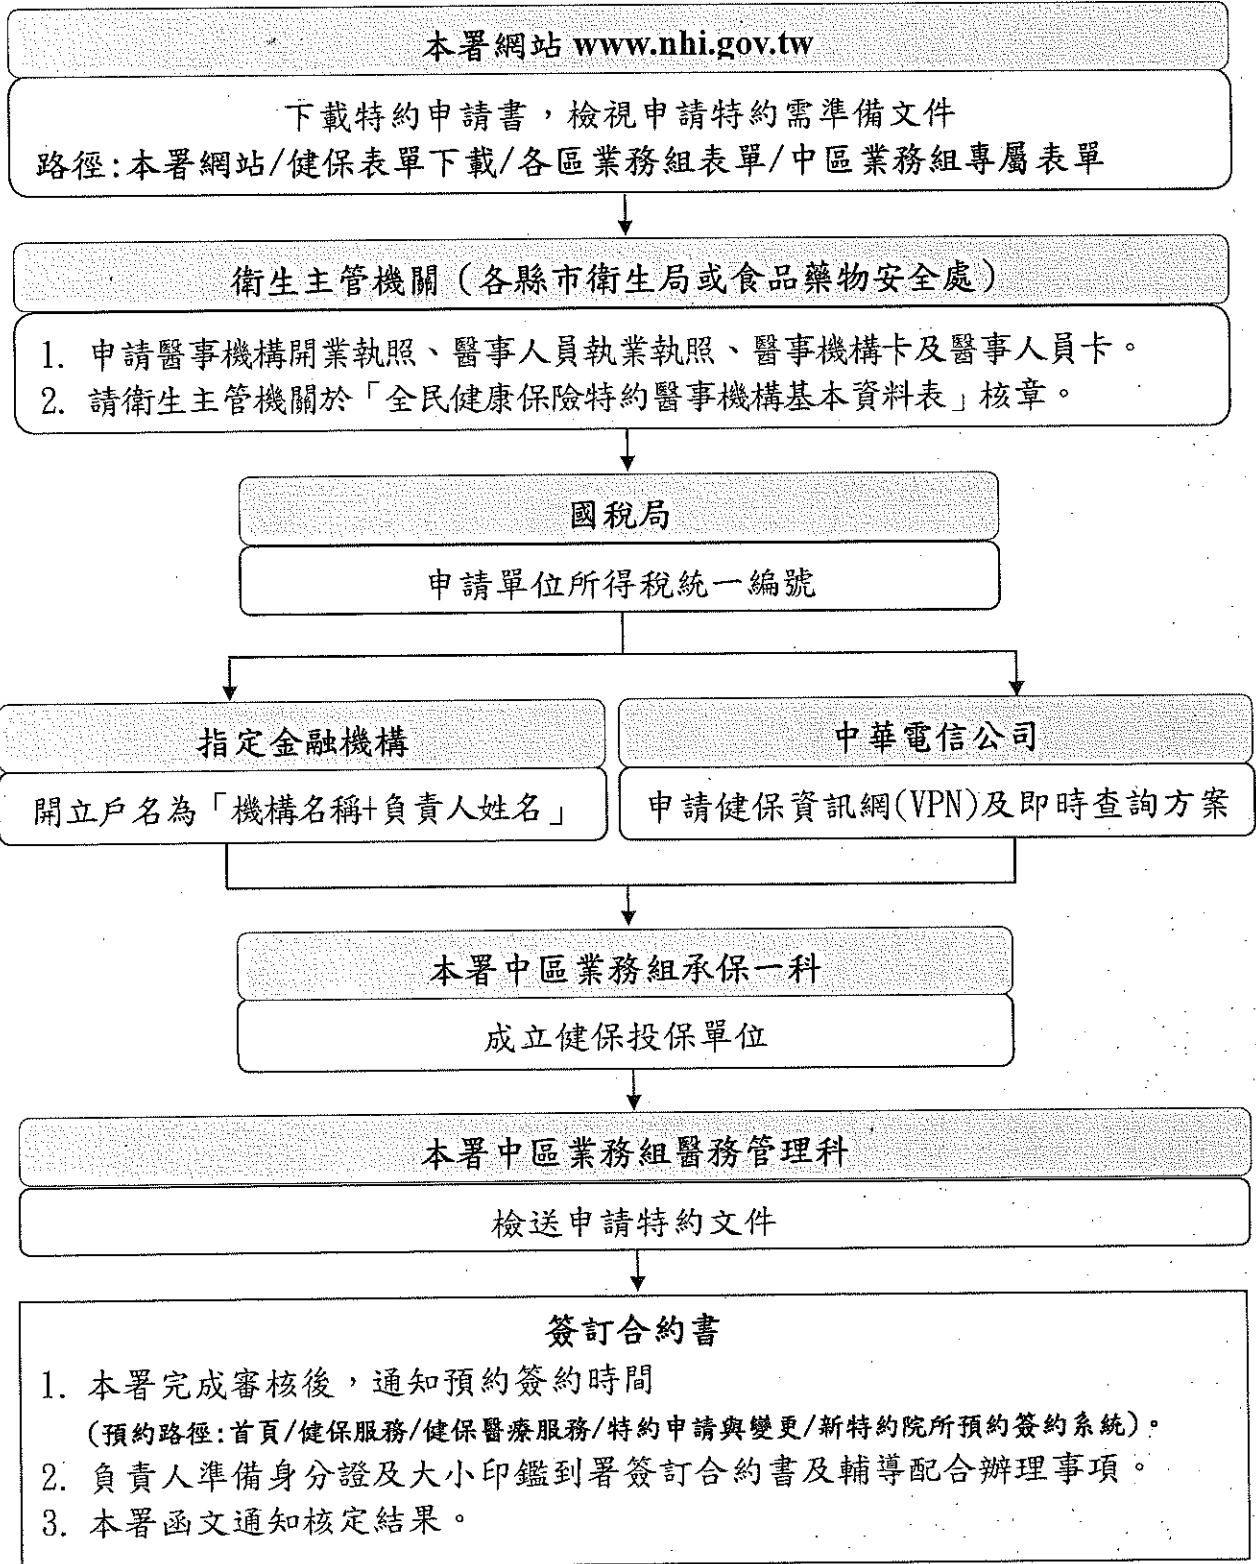 本署網站 www.nhi.gov.tw
下載特約申請書，檢視申請特約需準備文件
路徑:本署網站/健保表單下載/各區業務組表單/中區業務組專屬表單
衛生主管機關（各縣市衛生局或食品藥物安全處）
1. 申請醫事機構開業執照、醫事人員執業執照、醫事機構卡及醫事人員卡。
2. 請衛生主管機關於「全民健康保險特約醫事機構基本資料表」核章。
國稅局
申請單位所得稅統一編號
指定金融機構
開立戶名為「機構名稱+負責人姓名」
中華電信公司
申請健保資訊網(VPN)及即時查詢方案
本署中區業務組承保一科
成立健保投保單位
本署中區業務組醫務管理科
檢送申請特約文件
簽訂合約書
1. 本署完成審核後，通知預約簽約時間
(預約路徑:首頁/健保服務/健保醫療服務/特約申請與變更/新特約院所預約簽約系統)。
2. 負責人準備身分證及大小印鑑到署簽訂合約書及輔導配合辦理事項。
3. 本署函文通知核定結果。